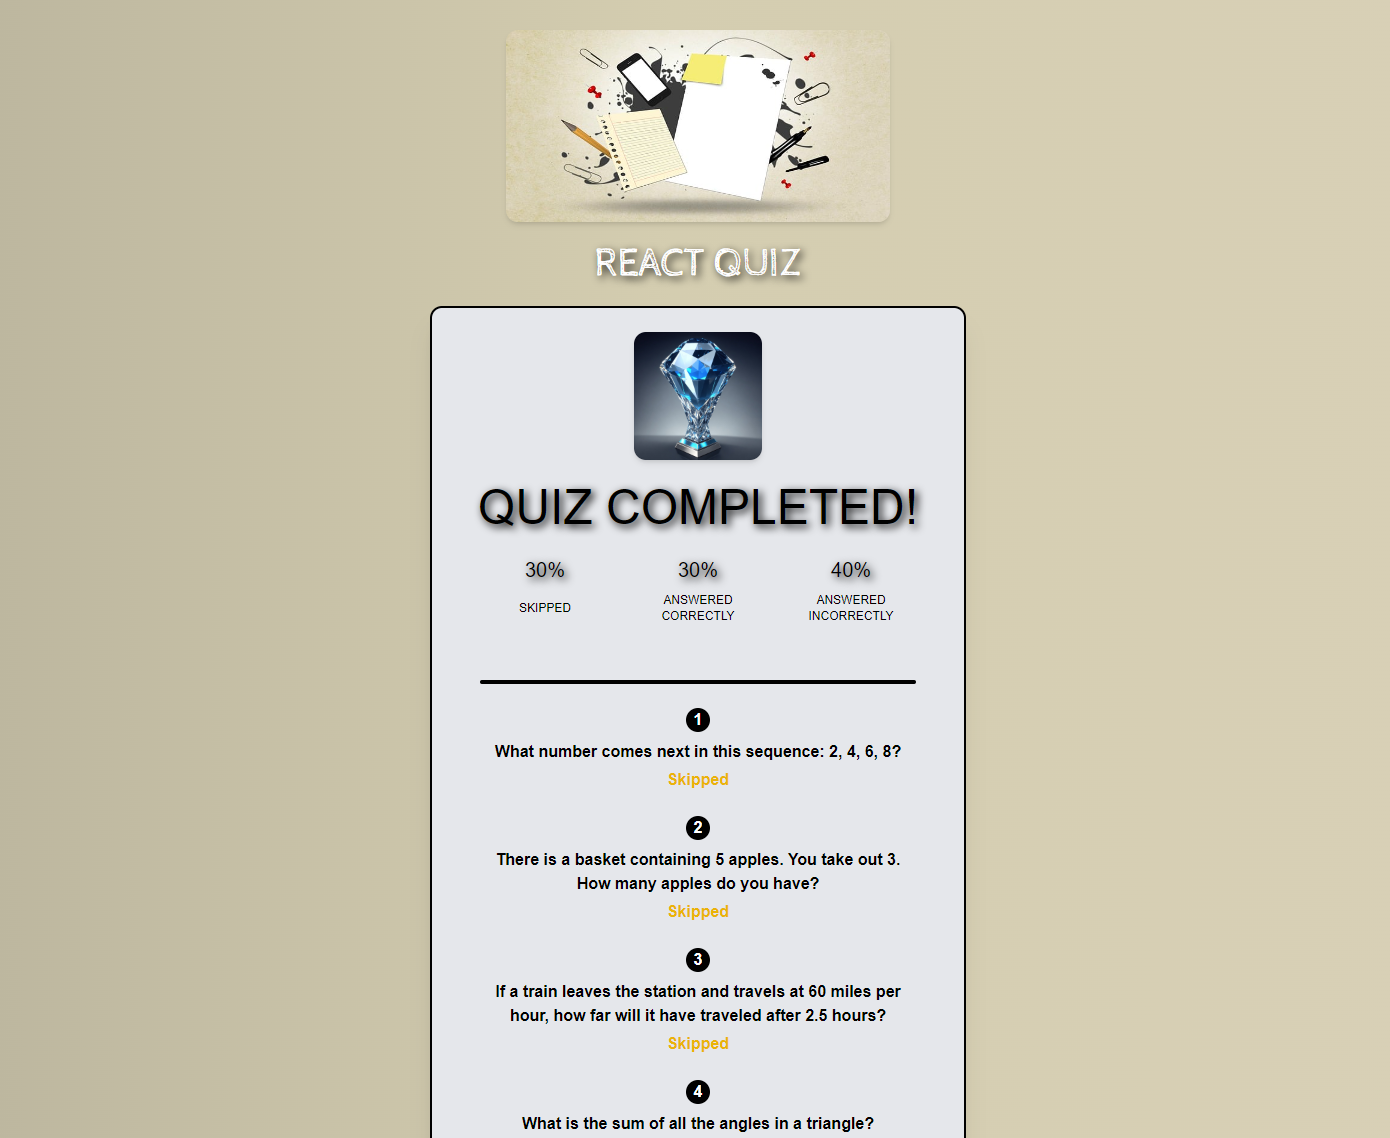 REACT QUIZ
QUIZ COMPLETED!
30%
SKIPPED
30%
ANSWERED
CORRECTLY
40%
ANSWERED
INCORRECTLY
1
What number comes next in this sequence: 2, 4, 6, 8?
Skipped
2
There is a basket containing 5 apples. You take out 3.
How many apples do you have?
Skipped
3
If a train leaves the station and travels at 60 miles per
hour, how far will it have traveled after 2.5 hours?
Skipped
4
What is the sum of all the angles in a triangle?